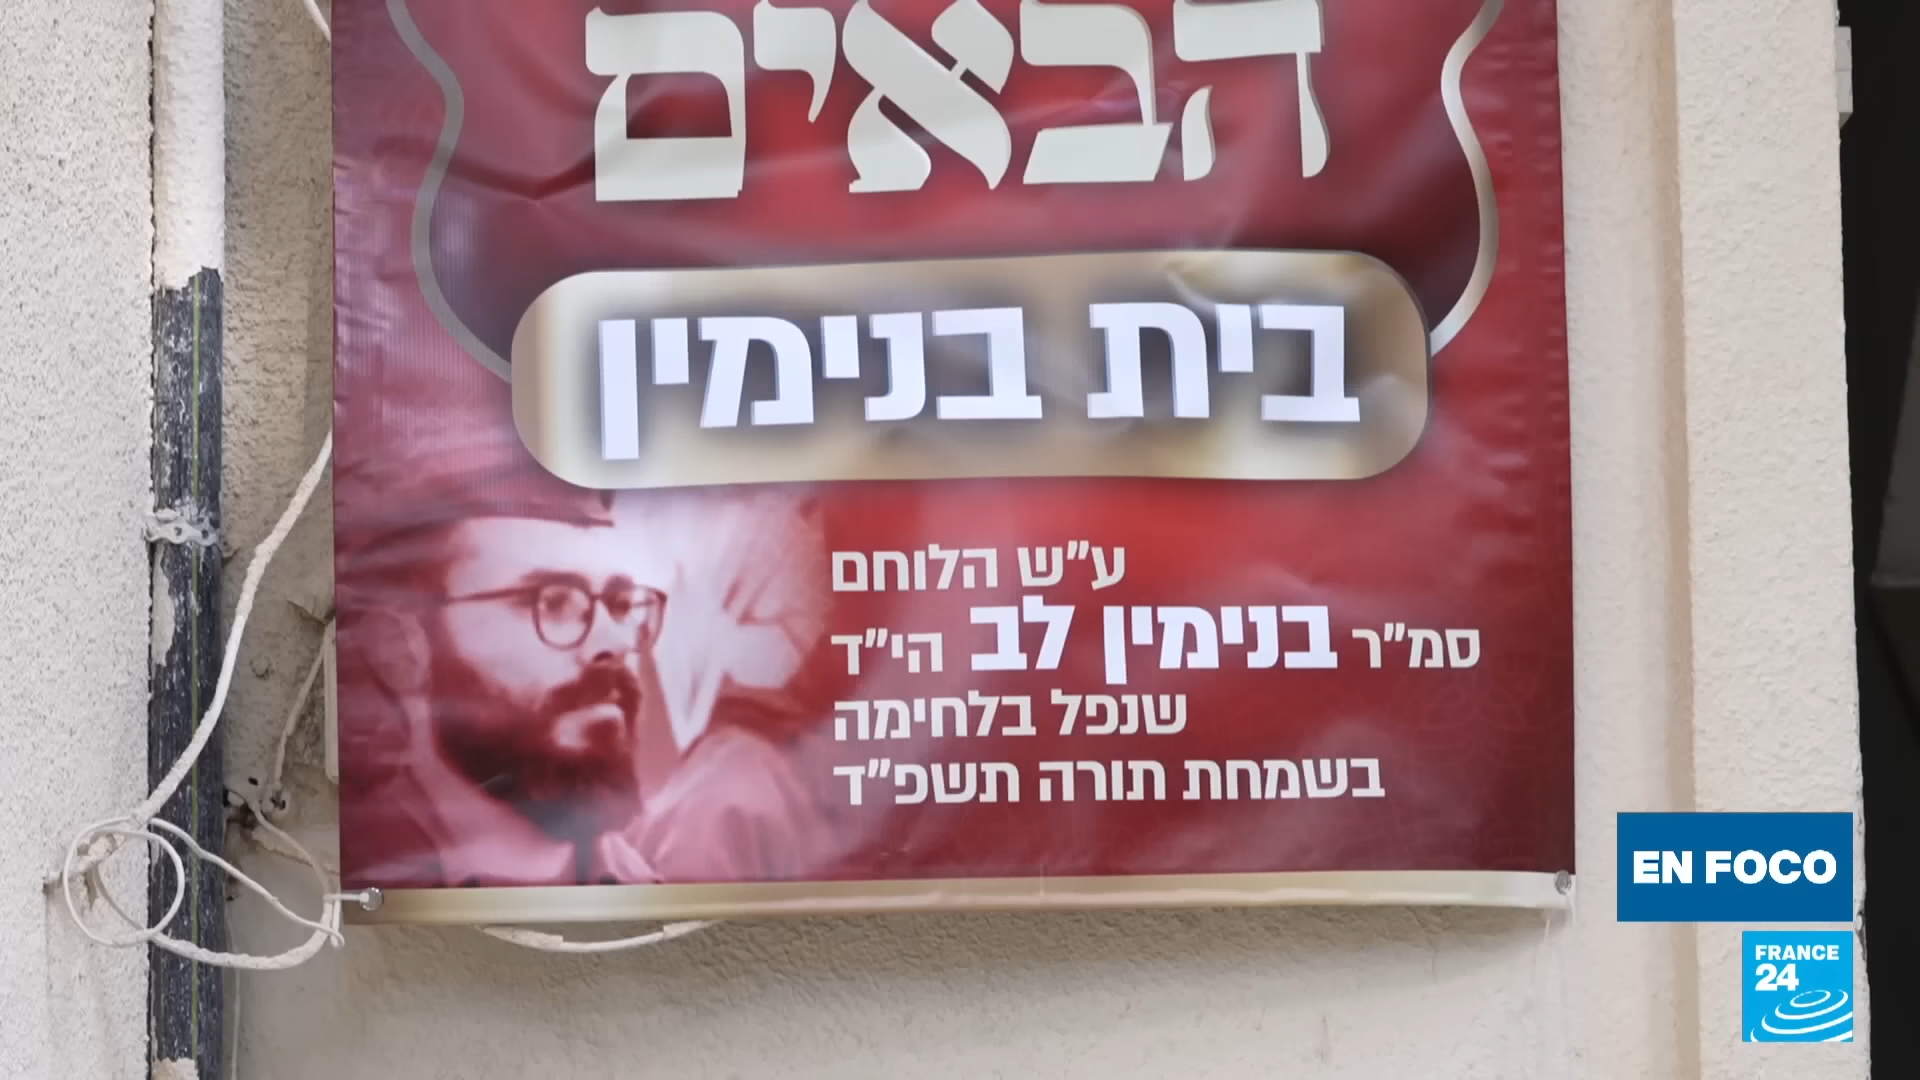 הבאים
בית בנימין
ע"ש הלוחם
סמ"ר בנימין לב הי"ד
שנפל בלחימה
בשמחת תורה תשפ"ד
EN FOCO
FRANCE
24